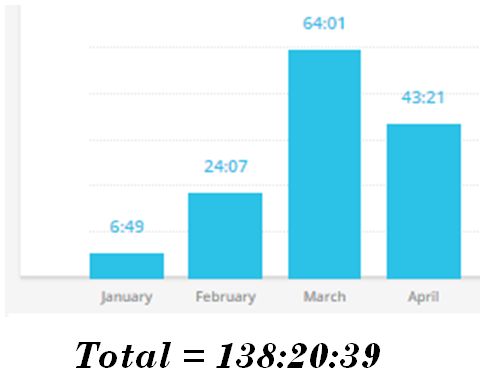 64:01
43:21
24:07
6:49
January February March April
Total = 138:20:39